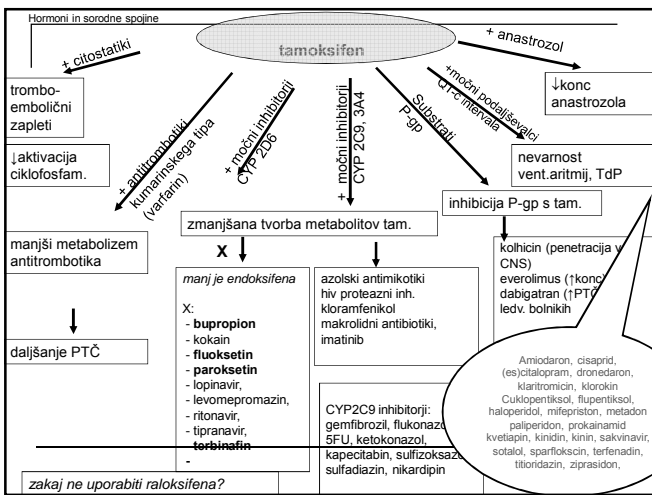 Hormoni in sorodne spojine
tamoksifen
+ citostatiki
trombo-
embolični
zapleti
↓aktivacija
ciklofosfam.
+ antitrombotiki
kumarinskega tipa
(varfarin)
manjši metabolizem
antitrombotika
daljšanje PTČ
+ močni inhibitorji
CYP 2D6
+ močni inhibitorji
CYP 2C9, 3A4
zmanjšana tvorba metabolitov tam.
X
manj je endoksifena
X:
- bupropion
- kokain
- fluoksetin
- paroksetin
- lopinavir,
- levomepromazin,
- ritonavir,
- tipranavir,
- terbinafin
-
azolski antimikotiki
hiv proteazni inh.
kloramfenikol
makrolidni antibiotiki,
imatinib
CYP2C9 inhibitorji:
gemfibrozil, flukonazol
5FU, ketokonazol,
kapecitabin, sulfizoksazol
sulfadiazin, nikardipin
Substrati
P-gp
inhibicija P-gp s tam.
kolhicin (penetracija v
CNS)
everolimus (↑konc)
dabigatran (↑PTČ
ledv. bolnikih
+močni podaljševalci
QT-c intervala
nevarnost
vent.aritmij, TdP
+ anastrozol
↓konc
anastrozola
Amiodaron, cisaprid,
(es)citalopram, dronedaron,
klaritromicin, klorokin
Cuklopentiksol, flupentiksol,
haloperidol, mifepriston, metadon
paliperidon, prokainamid
kvetiapin, kinidin, kinin, sakvinavir,
sotalol, sparflokscin, terfenadin,
titioridazin, ziprasidon,
zakaj ne uporabiti raloksifena?